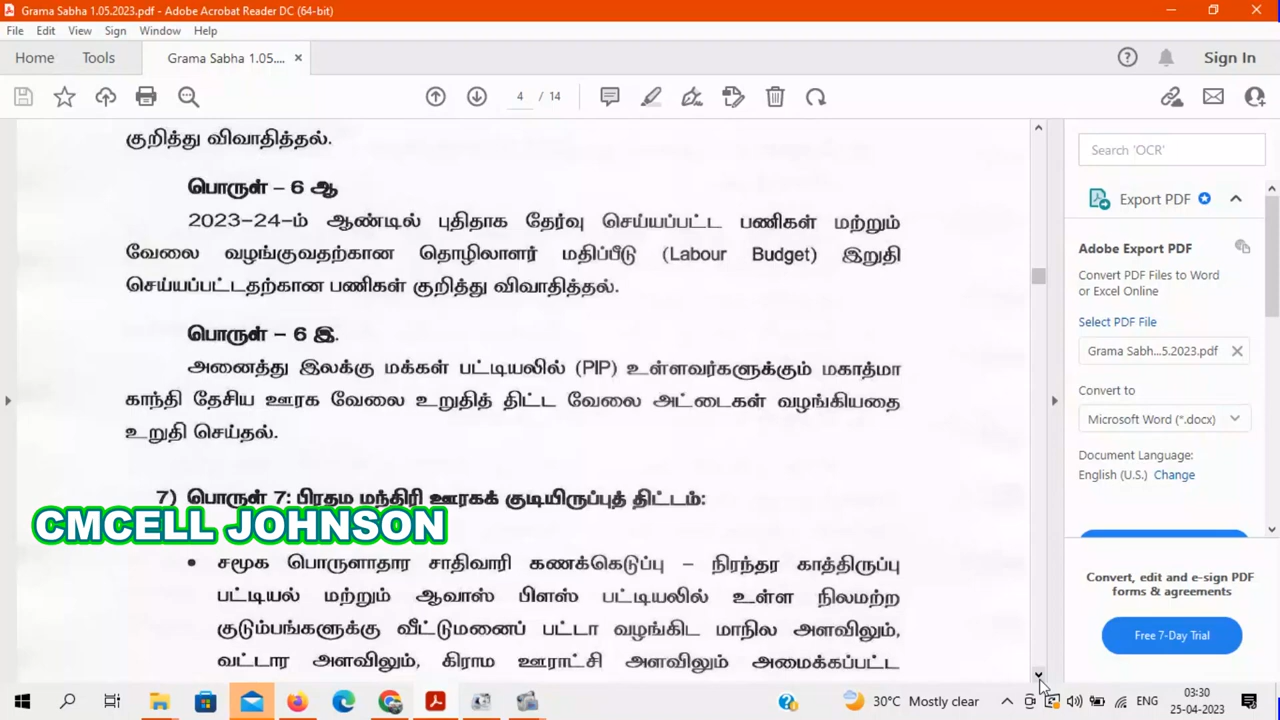 Grama Sabha 1.05.2023.pdf - Adobe Acrobat Reader DC (64-bit)
File Edit View Sign Window Help
Home Tools Grama Sabha 1.05.... × Sign In
4 / 14
குறித்து விவாதித்தல்.
பொருள் – 6 ஆ
2023–24–ம் ஆண்டில் புதிதாக தேர்வு செய்யப்பட்ட பணிகள் மற்றும்
வேலை வழங்குவதற்கான தொழிலாளர் மதிப்பீடு (Labour Budget) இறுதி
செய்யப்பட்டதற்கான பணிகள் குறித்து விவாதித்தல்.
பொருள் – 6 இ.
அனைத்து இலக்கு மக்கள் பட்டியலில் (PIP) உள்ளவர்களுக்கும் மகாத்மா
காந்தி தேசிய ஊரக வேலை உறுதித் திட்ட வேலை அட்டைகள் வழங்கியதை
உறுதி செய்தல்.
7) பொருள் 7: பிரதம மந்திரி ஊரகக் குடியிருப்புத் திட்டம்:
CMCELL JOHNSON
• சமூக பொருளாதார சாதிவாரி கணக்கெடுப்பு – நிரந்தர காத்திருப்பு
பட்டியல் மற்றும் ஆவாஸ் பிளஸ் பட்டியலில் உள்ள நிலமற்ற
குடும்பங்களுக்கு வீட்டுமனைப் பட்டா வழங்கிட மாநில அளவிலும்,
வட்டார அளவிலும், கிராம ஊராட்சி அளவிலும் அமைக்கப்பட்ட
Search 'OCR'
Export PDF
Adobe Export PDF
Convert PDF Files to Word
or Excel Online
Select PDF File
Grama Sabh...5.2023.pdf
Convert to
Microsoft Word (*.docx)
Document Language:
English (U.S.) Change
Convert, edit and e-sign PDF
forms & agreements
Free 7-Day Trial
30°C Mostly clear ENG 03:30
25-04-2023